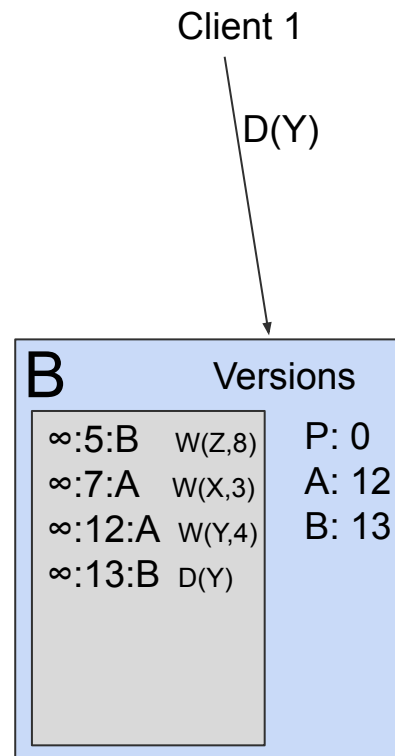 Client 1
D(Y)
B Versions
∞:5:B W(Z,8) P: 0
∞:7:A W(X,3) A: 12
∞:12:A W(Y,4) B: 13
∞:13:B D(Y)